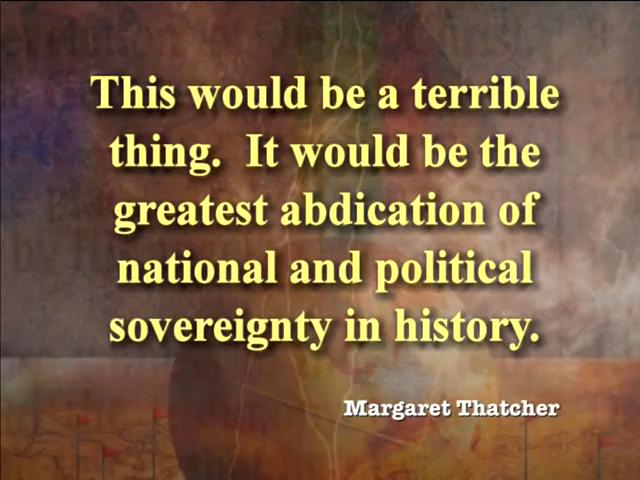 This would be a terrible
thing.  It would be the
greatest abdication of
national and political
sovereignty in history.
Margaret Thatcher